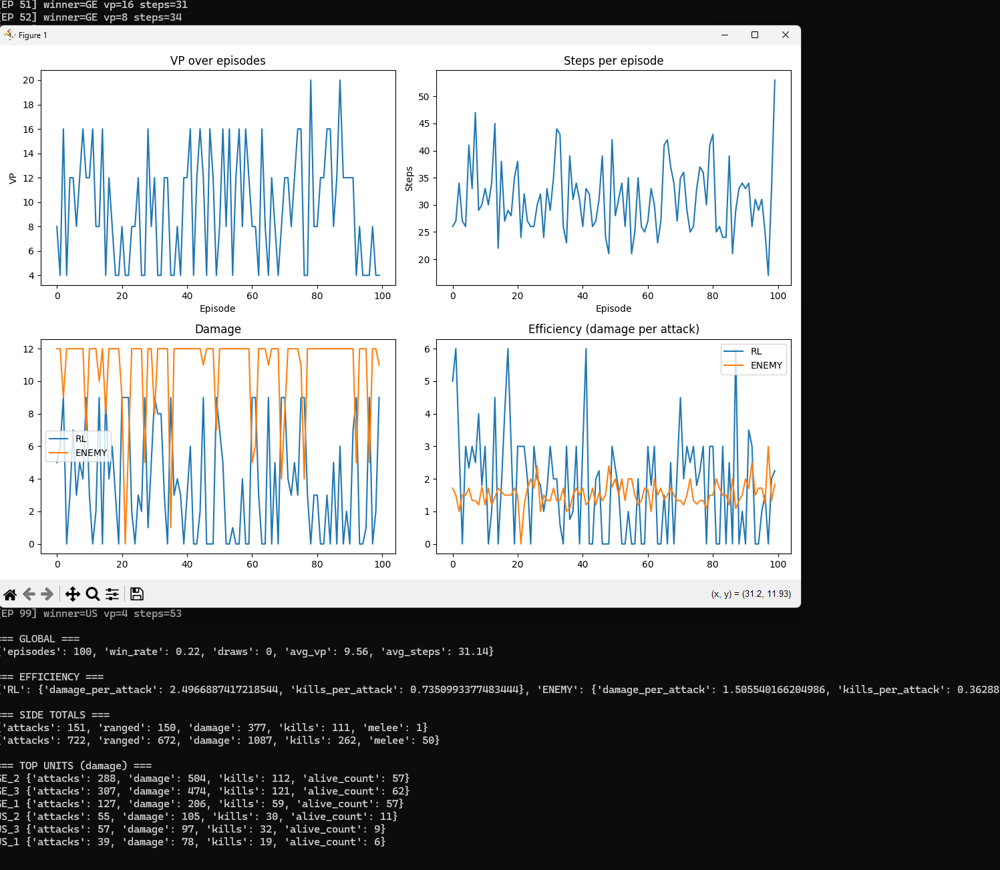 [EP 51] winner=GE vp=16 steps=31
[EP 52] winner=GE vp=8 steps=34
Figure 1
VP over episodes
20
18
16
14
12
10
8
6
4
VP
0 20 40 60 80 100
Episode
Steps per episode
50
45
40
35
30
25
20
Steps
0 20 40 60 80 100
Episode
Damage
12
10
8
6
4
2
0
RL
ENEMY
0 20 40 60 80 100
Efficiency (damage per attack)
6
5
4
3
2
1
0
RL
ENEMY
0 20 40 60 80 100
(x, y) = (31.2, 11.93)
[EP 99] winner=US vp=4 steps=53
=== GLOBAL ===
{'episodes': 100, 'win_rate': 0.22, 'draws': 0, 'avg_vp': 9.56, 'avg_steps': 31.14}
=== EFFICIENCY ===
{'RL': {'damage_per_attack': 2.4966887417218544, 'kills_per_attack': 0.7350993377483444}, 'ENEMY': {'damage_per_attack': 1.505540166204986, 'kills_per_attack': 0.36288
=== SIDE TOTALS ===
{'attacks': 151, 'ranged': 150, 'damage': 377, 'kills': 111, 'melee': 1}
{'attacks': 722, 'ranged': 672, 'damage': 1087, 'kills': 262, 'melee': 50}
=== TOP UNITS (damage) ===
GE_2 {'attacks': 288, 'damage': 504, 'kills': 112, 'alive_count': 57}
GE_3 {'attacks': 307, 'damage': 474, 'kills': 121, 'alive_count': 62}
GE_1 {'attacks': 127, 'damage': 206, 'kills': 59, 'alive_count': 57}
US_2 {'attacks': 55, 'damage': 105, 'kills': 30, 'alive_count': 11}
US_3 {'attacks': 57, 'damage': 97, 'kills': 32, 'alive_count': 9}
US_1 {'attacks': 39, 'damage': 78, 'kills': 19, 'alive_count': 6}